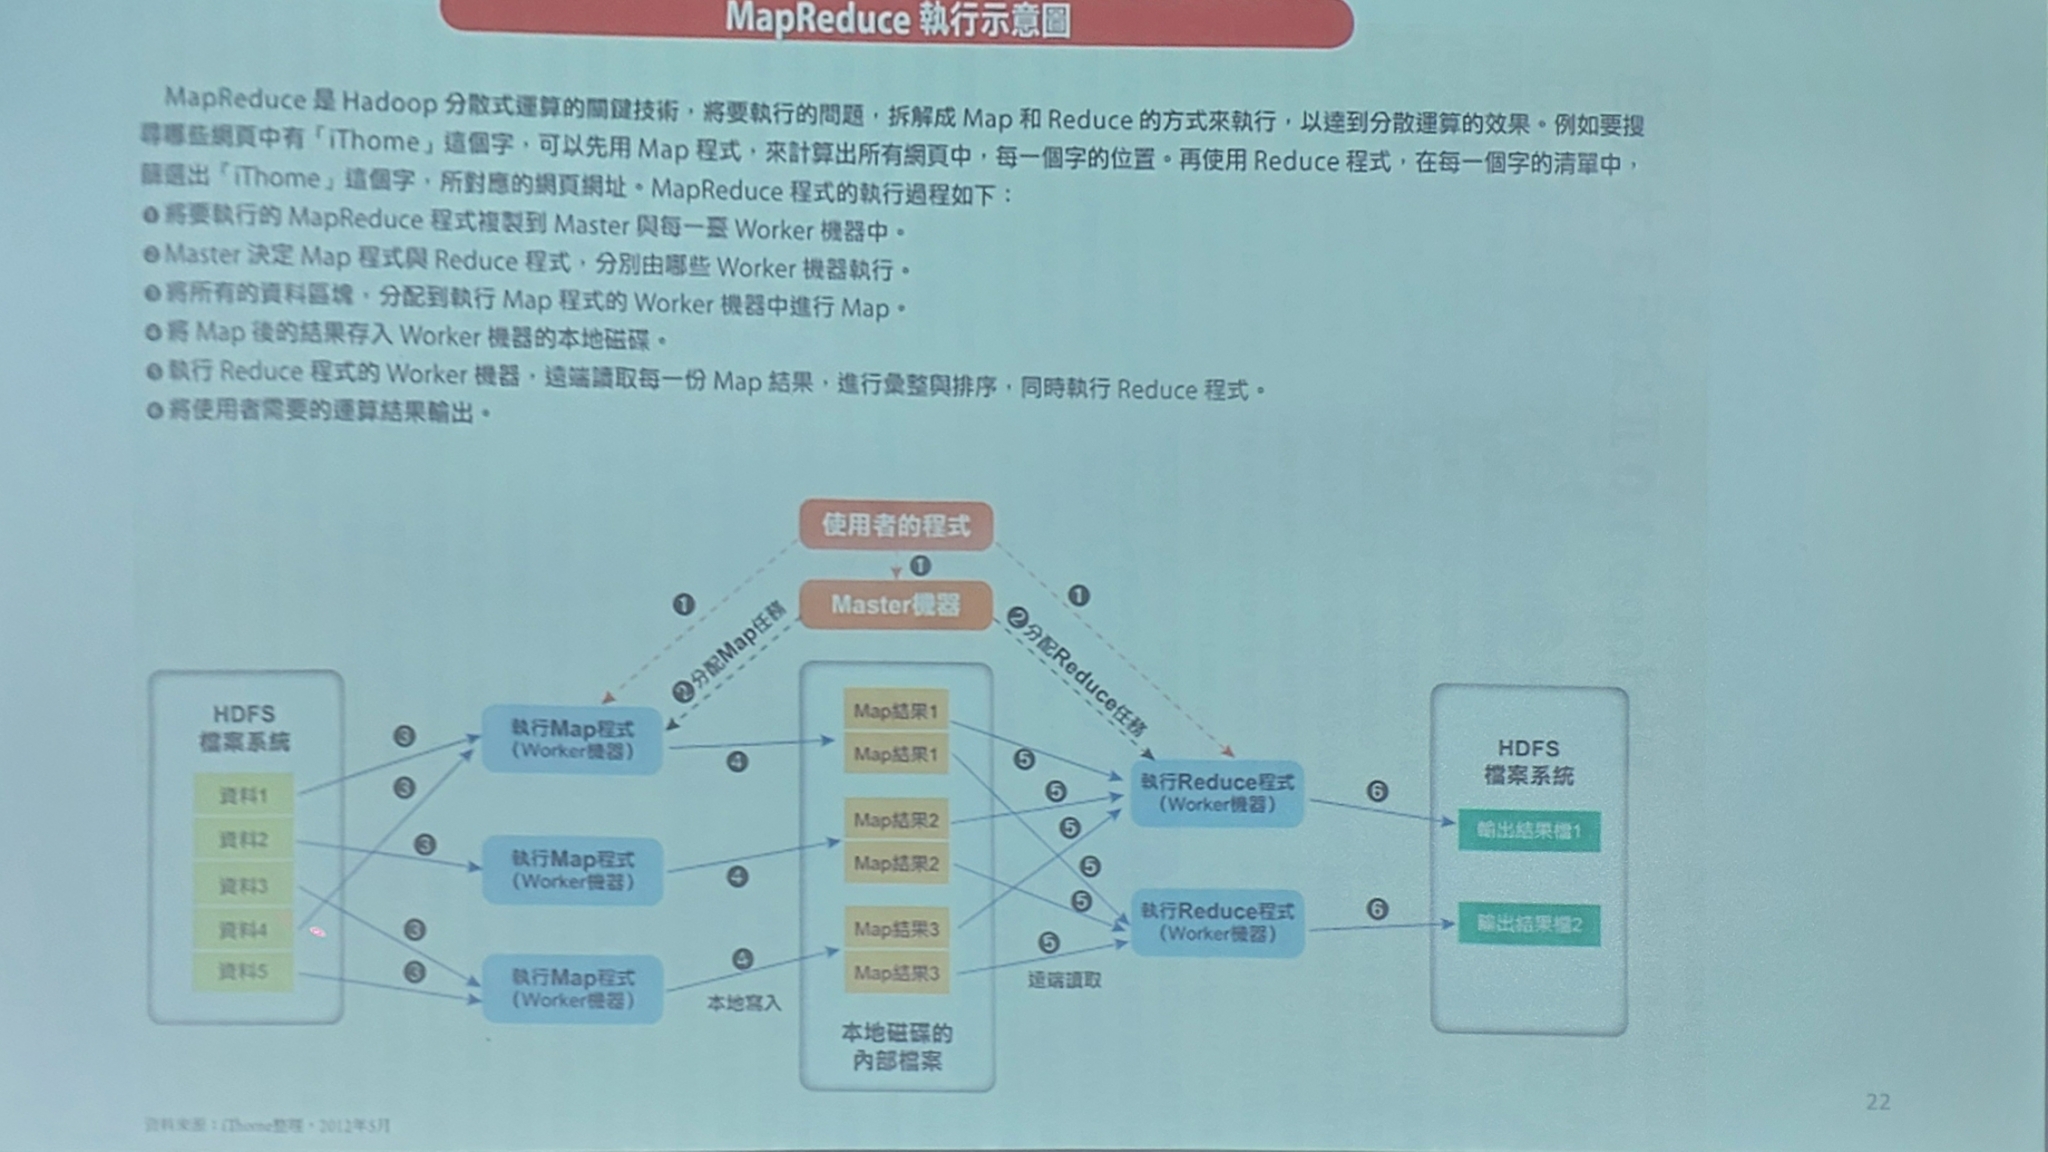 MapReduce 執行示意圖
MapReduce 是 Hadoop 分散式運算的關鍵技術,將要執行的問題,拆解成 Map 和 Reduce 的方式來執行,以達到分散運算的效果。例如要搜
尋哪些網頁中有「iThome」這個字,可以先用 Map 程式,來計算出所有網頁中,每一個字的位置。再使用 Reduce 程式,在每一個字的清單中,
篩選出「iThome」這個字,所對應的網頁網址。MapReduce 程式的執行過程如下:
❶將要執行的 MapReduce 程式複製到 Master 與每一臺 Worker 機器中。
❷Master 決定 Map 程式與 Reduce 程式,分別由哪些 Worker 機器執行。
❸將所有的資料區塊,分配到執行 Map 程式的 Worker 機器中進行 Map。
❹將 Map 後的結果存入 Worker 機器的本地磁碟。
❺執行 Reduce 程式的 Worker 機器,遠端讀取每一份 Map 結果,進行彙整與排序,同時執行 Reduce 程式。
❻將使用者需要的運算結果輸出。
使用者的程式
❶
❶
❶
Master機器
❷分配Map任務
❷分配Reduce任務
HDFS
檔案系統
資料1
資料2
資料3
資料4
資料5
❸
❸
❸
❸
❸
執行Map程式
(Worker機器)
執行Map程式
(Worker機器)
執行Map程式
(Worker機器)
❹
❹
❹
本地寫入
Map結果1
Map結果1
Map結果2
Map結果2
Map結果3
Map結果3
本地磁碟的
內部檔案
❺
❺
❺
❺
❺
❺
遠端讀取
執行Reduce程式
(Worker機器)
執行Reduce程式
(Worker機器)
❻
❻
HDFS
檔案系統
輸出結果檔1
輸出結果檔2
資料來源:iThome整理,2012年5月
22